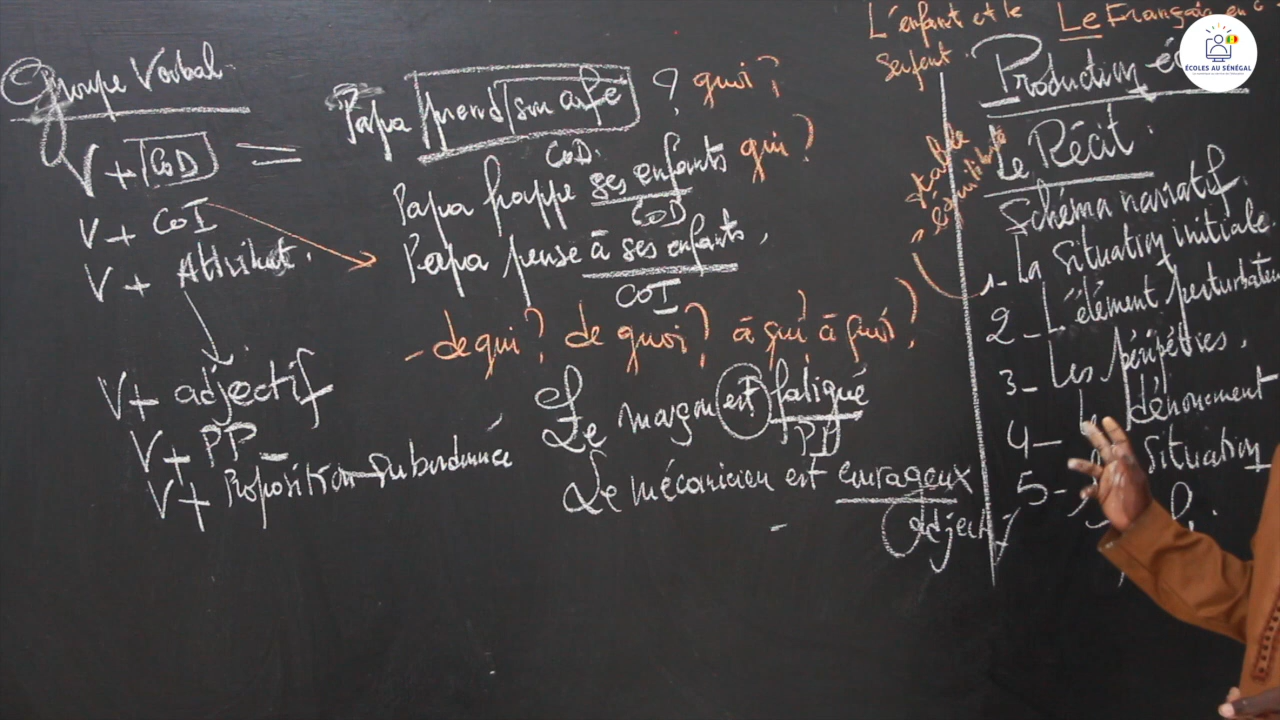 Groupe Verbal.
V + COD = Papa prend son café ? quoi ?
COD.
Papa frappe ses enfants qui ?
COD
V + COI
Papa pense à ses enfants,
COI
V + Attribut.
- de qui ? de quoi ? à qui à quoi ?
V + adjectif
V + PP
V + Proposition subordonnée
Le maçon est fatigué
PP
Le mécanicien est courageux
adjectif
L'enfant et le
serpent
Le Français en 6
Production é
Le Récit.
stable
équilibré
Schéma narratif.
1- La Situation initiale.
2- L'élément perturbateu
3- Les péripéties.
4- dénouement
5- situation
ÉCOLES AU SÉNÉGAL